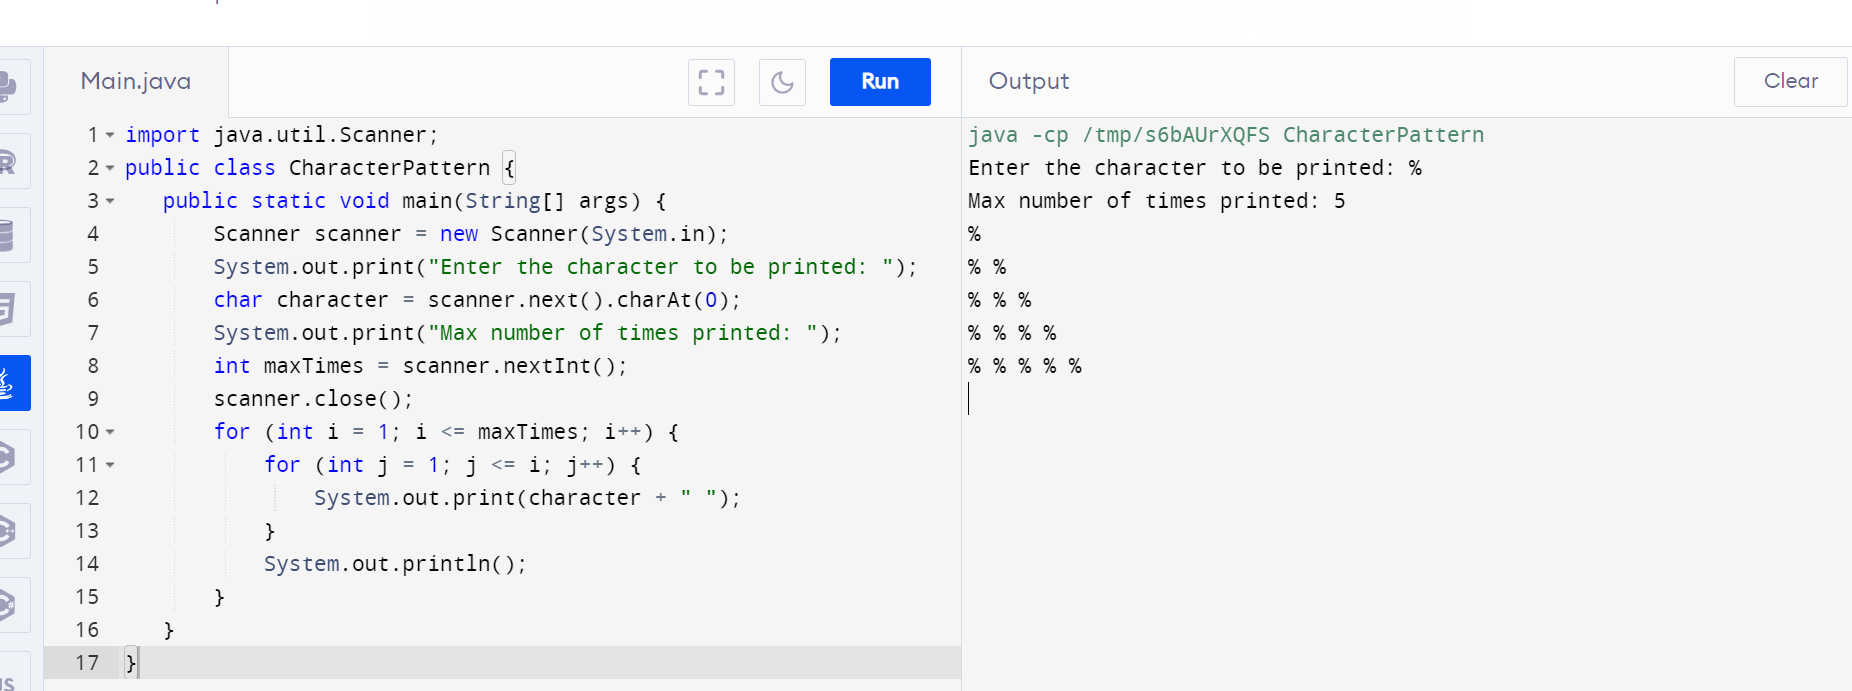 Main.java
Run
Output
Clear
1 import java.util.Scanner;
2 public class CharacterPattern {
3 public static void main(String[] args) {
4 Scanner scanner = new Scanner(System.in);
5 System.out.print("Enter the character to be printed: ");
6 char character = scanner.next().charAt(0);
7 System.out.print("Max number of times printed: ");
8 int maxTimes = scanner.nextInt();
9 scanner.close();
10 for (int i = 1; i <= maxTimes; i++) {
11 for (int j = 1; j <= i; j++) {
12 System.out.print(character + " ");
13 }
14 System.out.println();
15 }
16 }
17 }
java -cp /tmp/s6bAUrXQFS CharacterPattern
Enter the character to be printed: %
Max number of times printed: 5
%
% %
% % %
% % % %
% % % % %